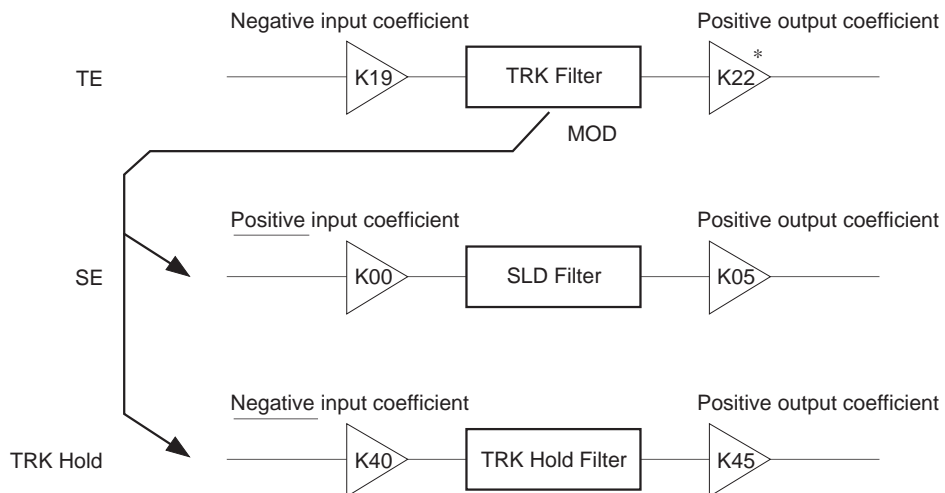 Negative input coefficient
Positive output coefficient
TE
K19
TRK Filter
K22
*
MOD
Positive input coefficient
Positive output coefficient
SE
K00
SLD Filter
K05
Negative input coefficient
Positive output coefficient
TRK Hold
K40
TRK Hold Filter
K45